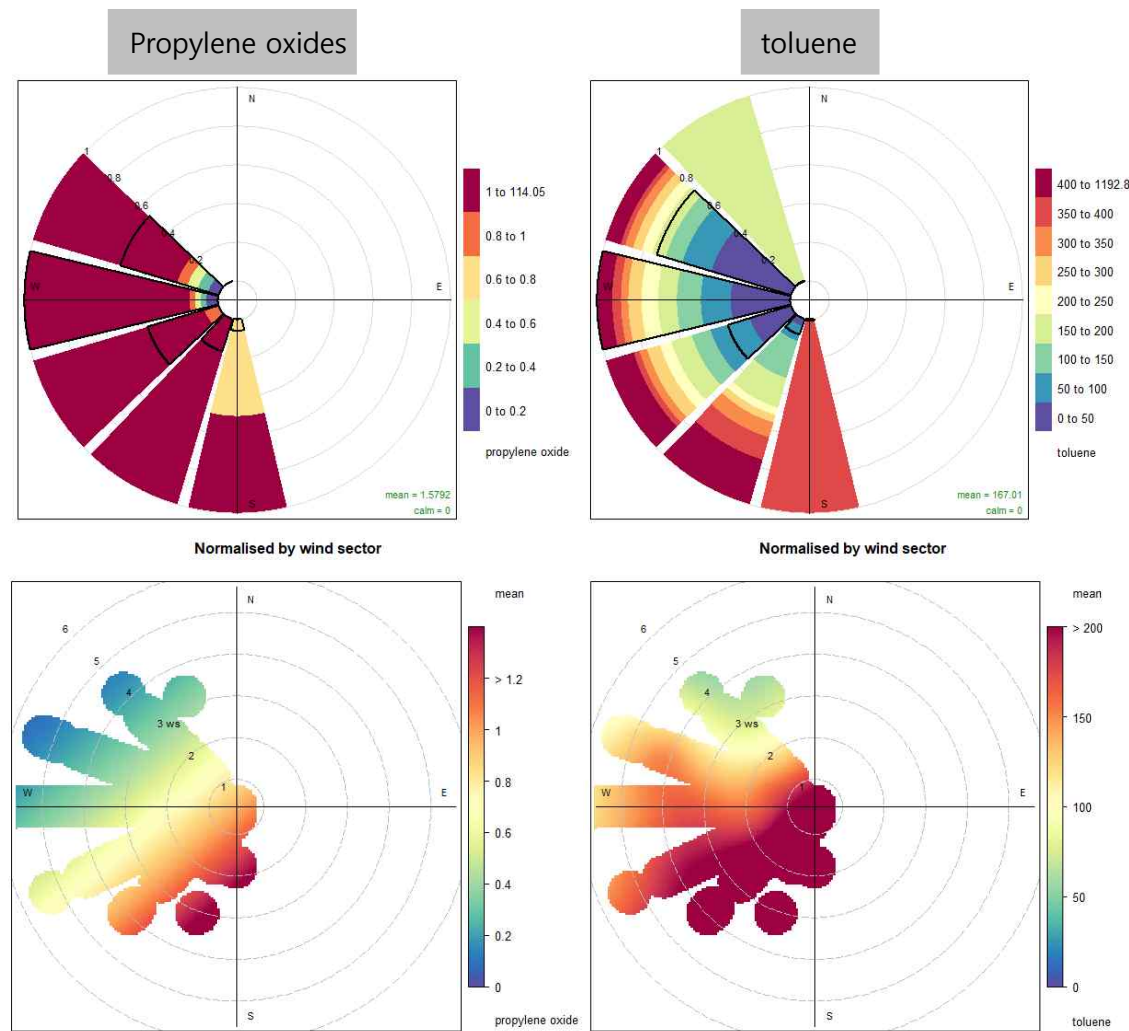 Propylene oxides
toluene
N
E
S
W
1
0.8
0.6
0.4
0.2
1 to 114.05
0.8 to 1
0.6 to 0.8
0.4 to 0.6
0.2 to 0.4
0 to 0.2
propylene oxide
mean = 1.5792
calm = 0
Normalised by wind sector
N
E
S
W
1
0.8
0.6
0.4
0.2
400 to 1192.8
350 to 400
300 to 350
250 to 300
200 to 250
150 to 200
100 to 150
50 to 100
0 to 50
toluene
mean = 167.01
calm = 0
Normalised by wind sector
N
E
S
W
6
5
4
3 ws
2
1
mean
> 1.2
1
0.8
0.6
0.4
0.2
0
propylene oxide
N
E
S
W
6
5
4
3 ws
2
1
mean
> 200
150
100
50
0
toluene